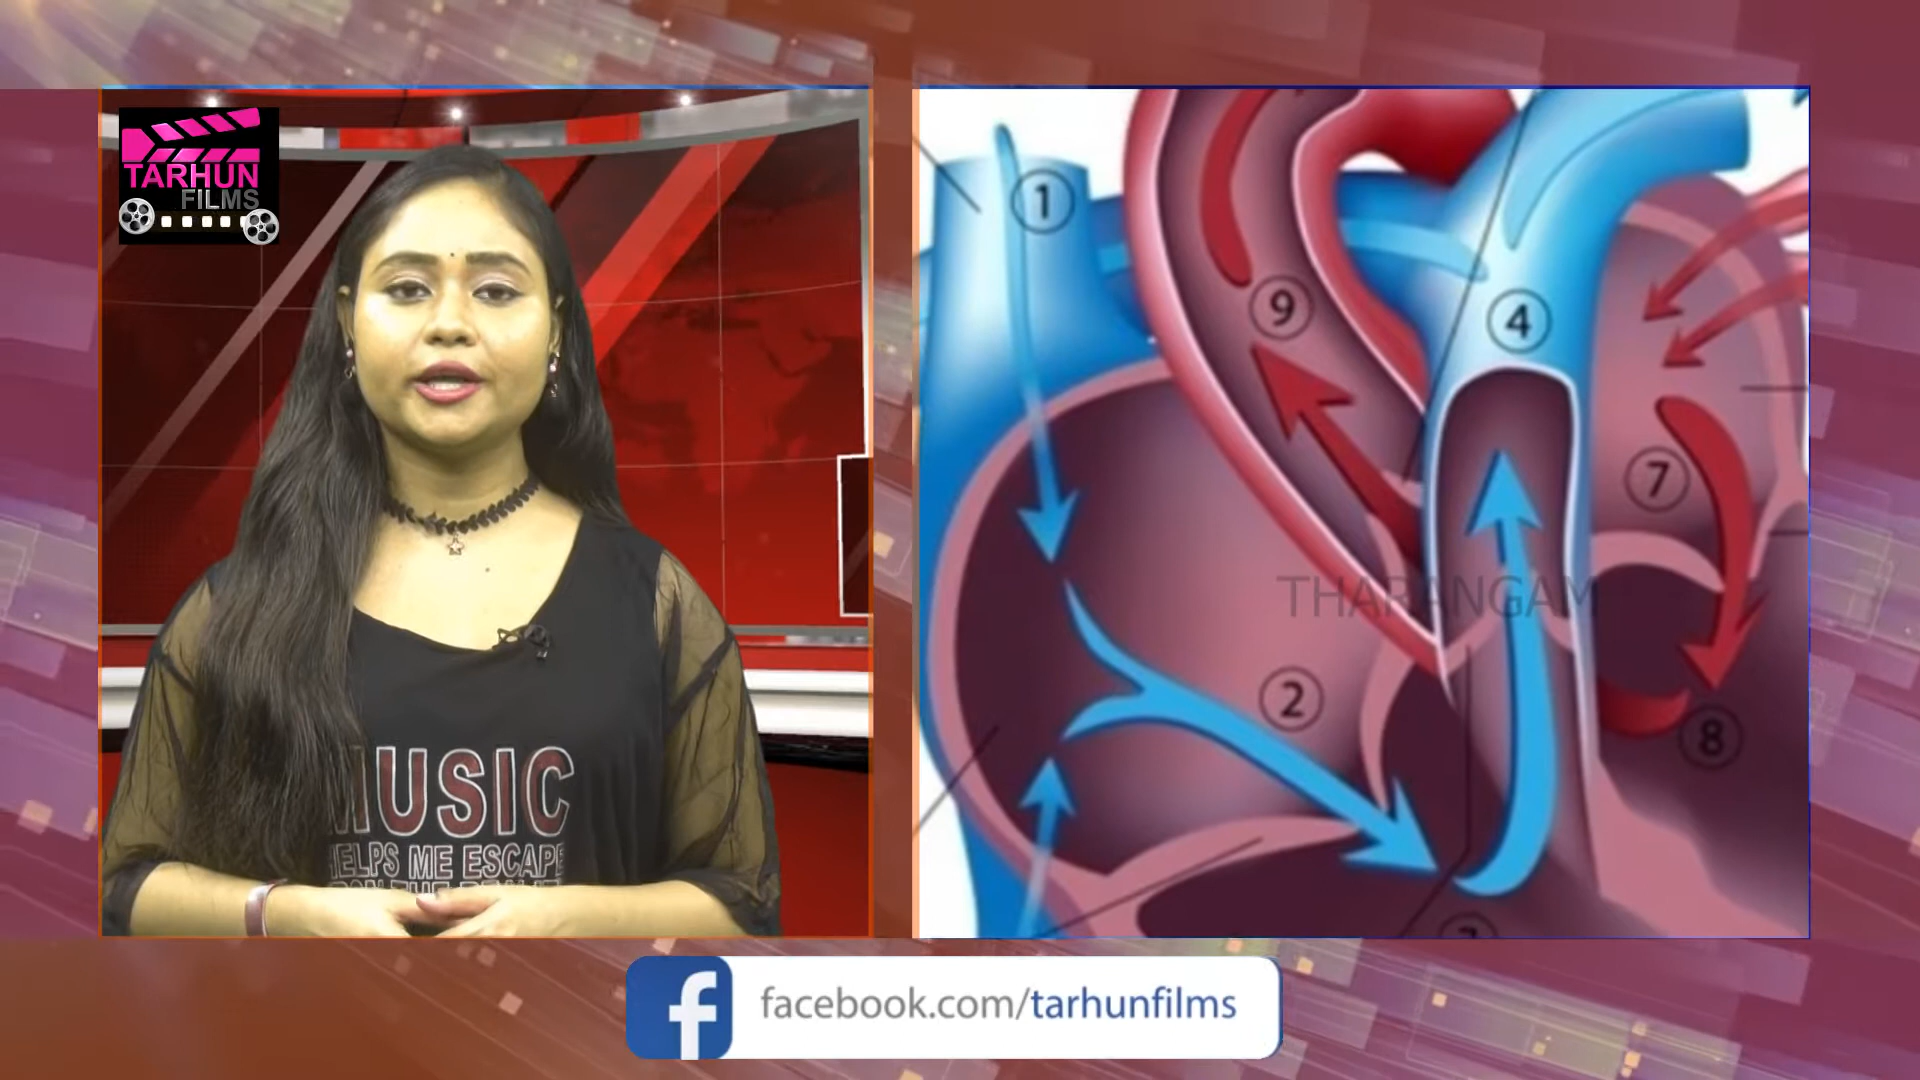 TARHUN
FILMS
MUSIC
HELPS ME ESCAPE
1
9
4
7
THARANGAM
2
8
facebook.com/tarhunfilms